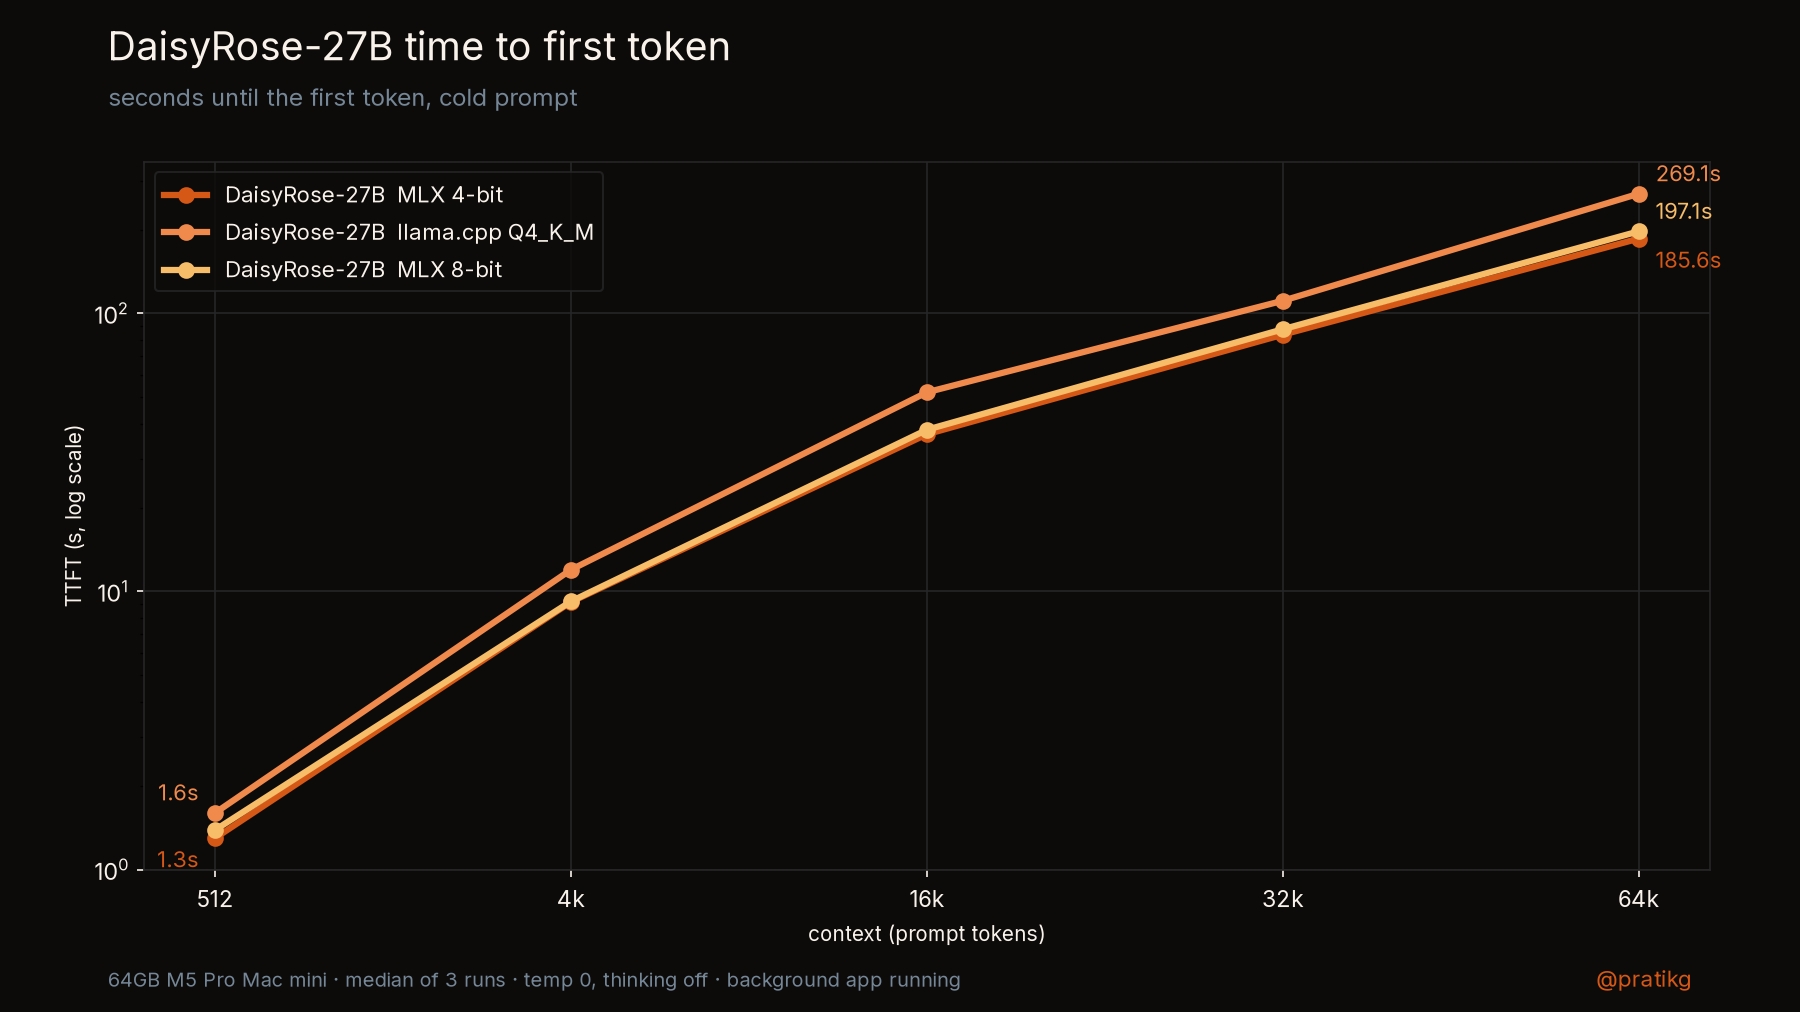 DaisyRose-27B time to first token
seconds until the first token, cold prompt
DaisyRose-27B MLX 4-bit
DaisyRose-27B llama.cpp Q4_K_M
DaisyRose-27B MLX 8-bit
269.1s
197.1s
185.6s
10²
10¹
10⁰
TTFT (s, log scale)
1.6s
1.3s
512 4k 16k 32k 64k
context (prompt tokens)
64GB M5 Pro Mac mini · median of 3 runs · temp 0, thinking off · background app running
@pratikg